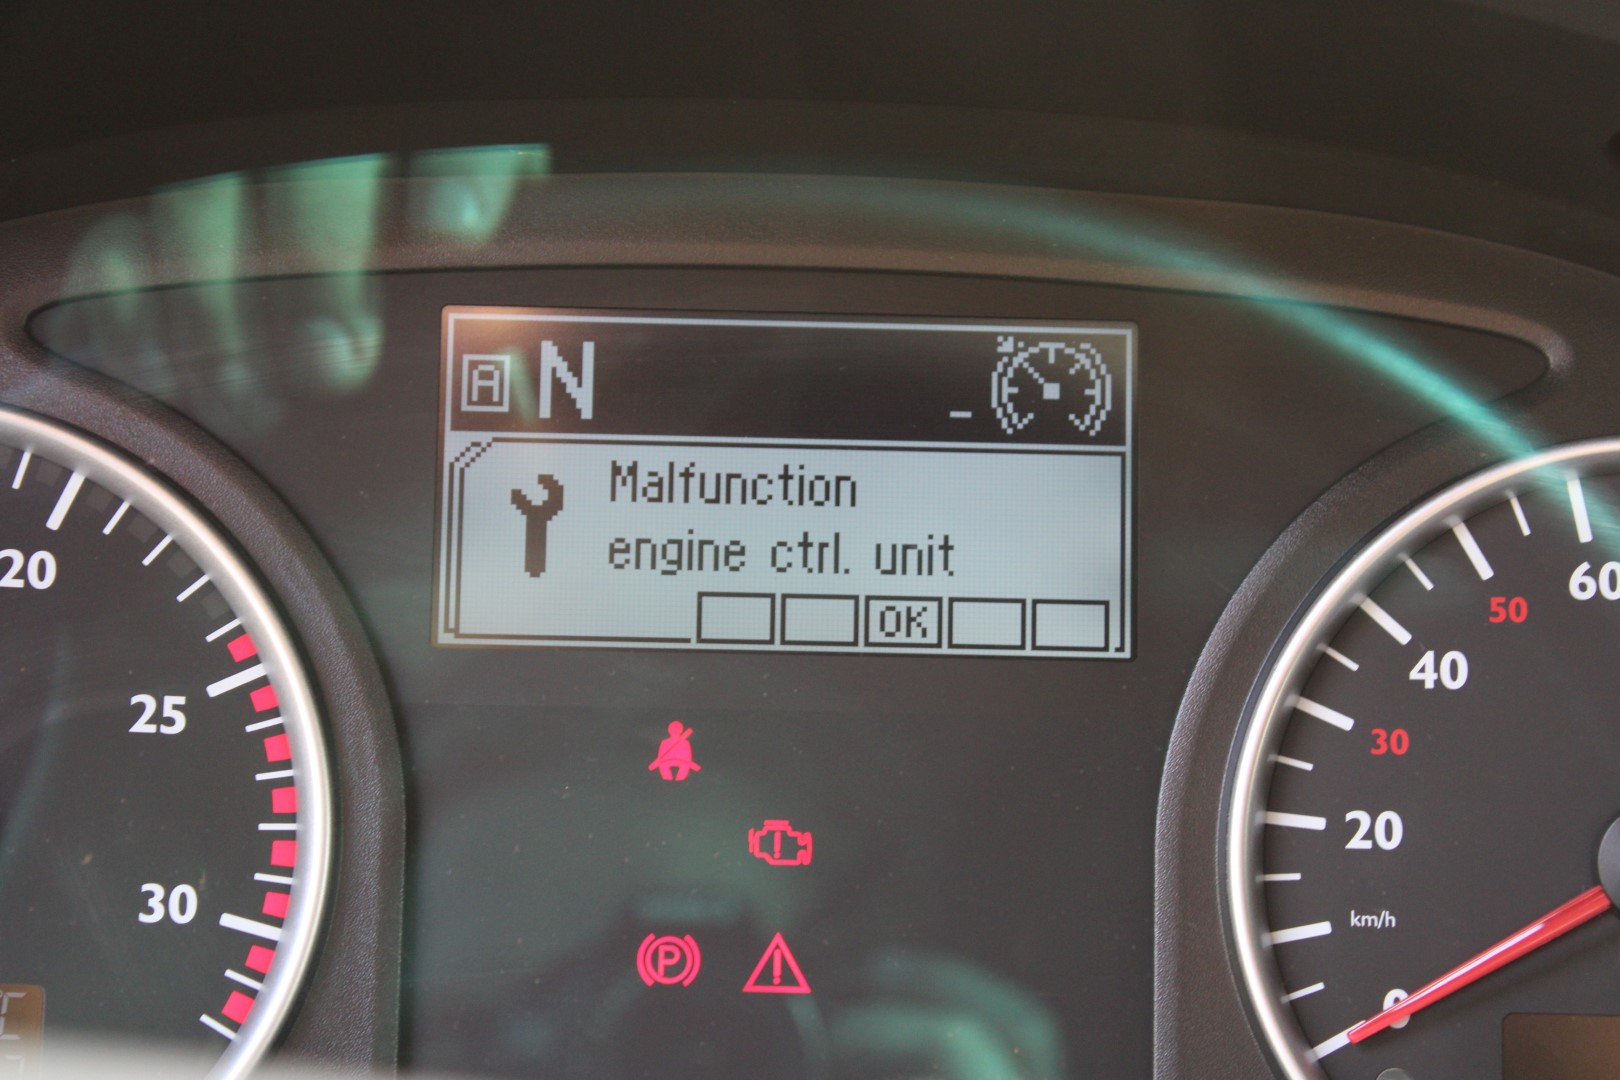 A N
Malfunction
engine ctrl. unit
OK
20
25
30
60
50
40
30
20
km/h
0
P